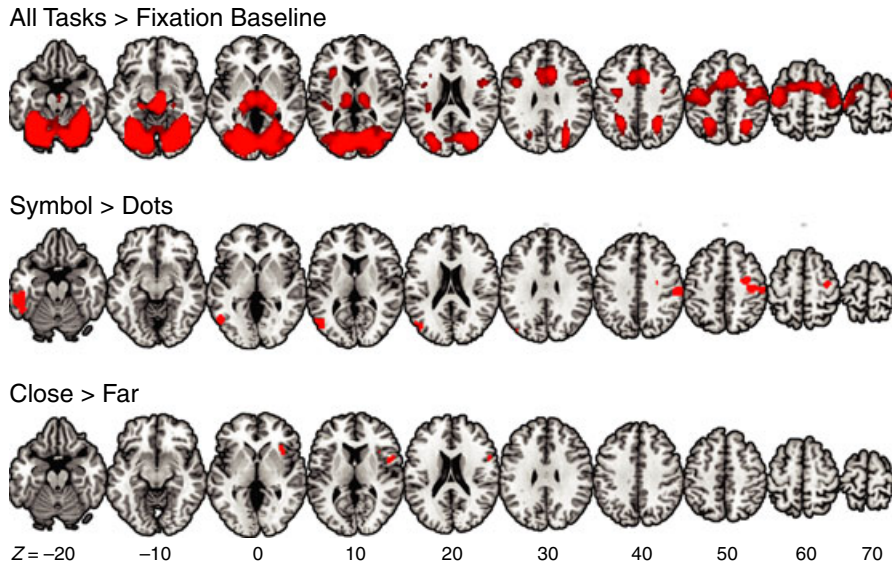 All Tasks > Fixation Baseline
Symbol > Dots
Close > Far
Z = –20 –10 0 10 20 30 40 50 60 70